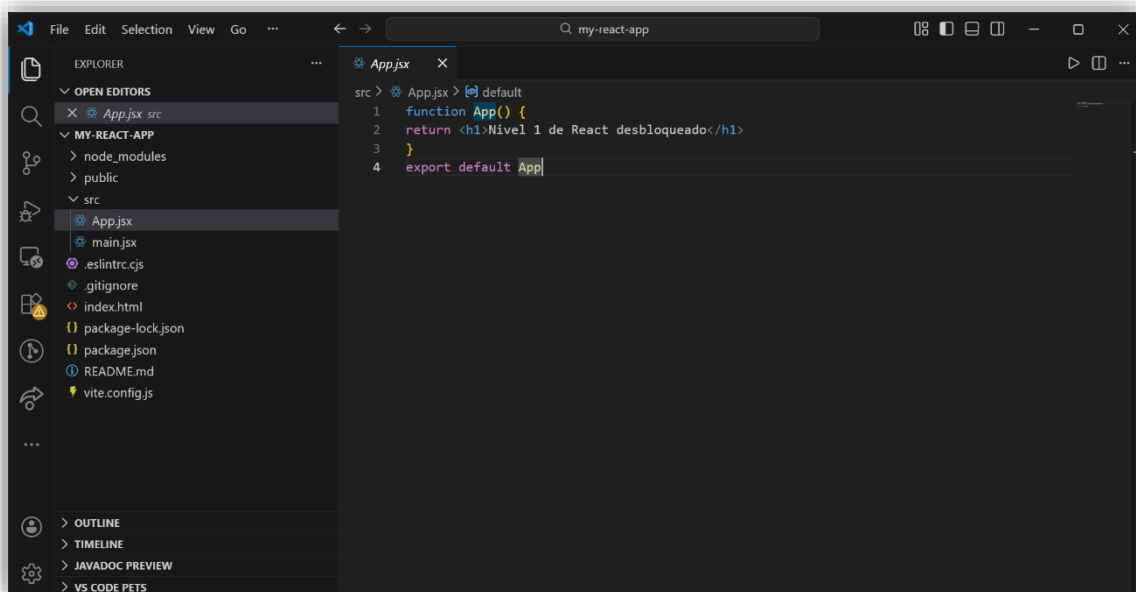 File Edit Selection View Go ··· my-react-app
EXPLORER ···
OPEN EDITORS
App.jsx src
MY-REACT-APP
node_modules
public
src
App.jsx
main.jsx
.eslintrc.cjs
.gitignore
index.html
{} package-lock.json
{} package.json
README.md
vite.config.js
OUTLINE
TIMELINE
JAVADOC PREVIEW
VS CODE PETS
App.jsx
src > App.jsx > default
1 function App() {
2 return <h1>Nivel 1 de React desbloqueado</h1>
3 }
4 export default App